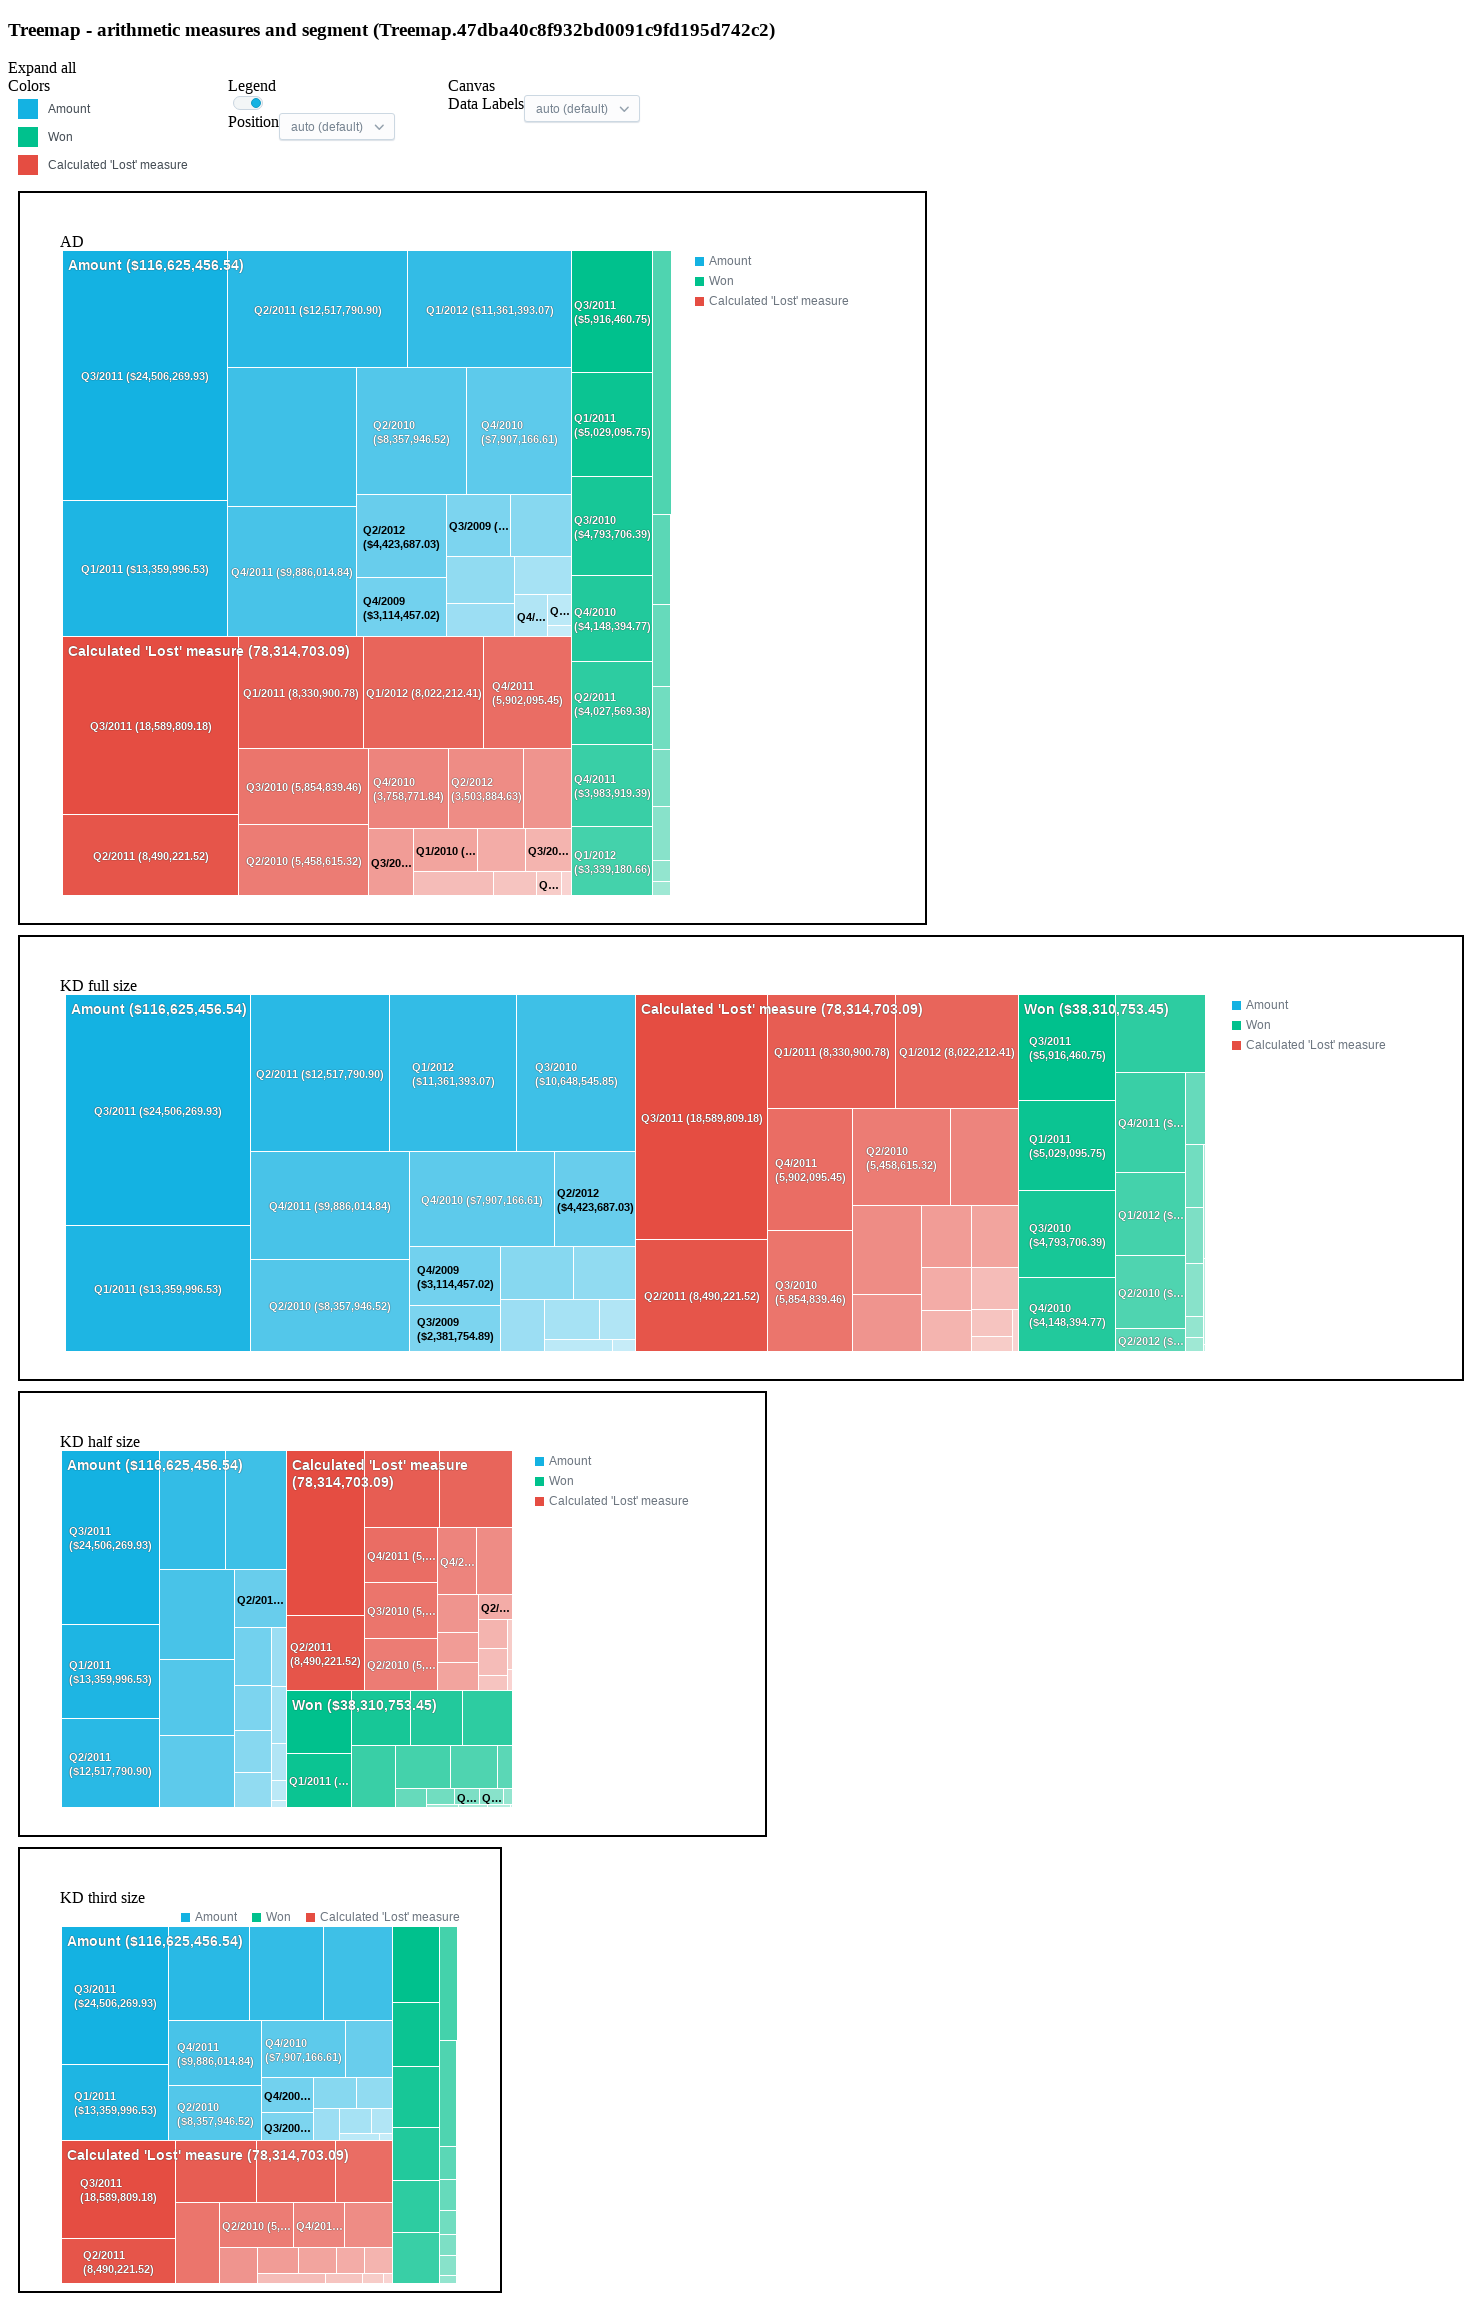 Treemap - arithmetic measures and segment (Treemap.47dba40c8f932bd0091c9fd195d742c2)
Expand all
Colors
Amount
Won
Calculated 'Lost' measure
Legend
Position
auto (default)
Canvas
Data Labels
auto (default)
AD
Amount ($116,625,456.54)
Q3/2011 ($24,506,269.93)
Q2/2011 ($12,517,790.90)
Q1/2012 ($11,361,393.07)
Q2/2010
($8,357,946.52)
Q4/2010
($7,907,166.61)
Q1/2011 ($13,359,996.53)
Q4/2011 ($9,886,014.84)
Q2/2012
($4,423,687.03)
Q3/2009 (…
Q4/2009
($3,114,457.02)
Q4/…
Q…
Calculated 'Lost' measure (78,314,703.09)
Q3/2011 (18,589,809.18)
Q1/2011 (8,330,900.78)
Q1/2012 (8,022,212.41)
Q4/2011
(5,902,095.45)
Q3/2010 (5,854,839.46)
Q4/2010
(3,758,771.84)
Q2/2012
(3,503,884.63)
Q2/2011 (8,490,221.52)
Q2/2010 (5,458,615.32)
Q3/20…
Q1/2010 (…
Q3/20…
Q…
Q3/2011
($5,916,460.75)
Q1/2011
($5,029,095.75)
Q3/2010
($4,793,706.39)
Q4/2010
($4,148,394.77)
Q2/2011
($4,027,569.38)
Q4/2011
($3,983,919.39)
Q1/2012
($3,339,180.66)
Amount
Won
Calculated 'Lost' measure
KD full size
Amount ($116,625,456.54)
Q3/2011 ($24,506,269.93)
Q2/2011 ($12,517,790.90)
Q1/2012
($11,361,393.07)
Q3/2010
($10,648,545.85)
Q1/2011 ($13,359,996.53)
Q4/2011 ($9,886,014.84)
Q4/2010 ($7,907,166.61)
Q2/2012
($4,423,687.03)
Q2/2010 ($8,357,946.52)
Q4/2009
($3,114,457.02)
Q3/2009
($2,381,754.89)
Calculated 'Lost' measure (78,314,703.09)
Q3/2011 (18,589,809.18)
Q1/2011 (8,330,900.78)
Q1/2012 (8,022,212.41)
Q4/2011
(5,902,095.45)
Q2/2010
(5,458,615.32)
Q2/2011 (8,490,221.52)
Q3/2010
(5,854,839.46)
Won ($38,310,753.45)
Q3/2011
($5,916,460.75)
Q1/2011
($5,029,095.75)
Q3/2010
($4,793,706.39)
Q4/2010
($4,148,394.77)
Q4/2011 ($…
Q1/2012 ($…
Q2/2010 ($…
Q2/2012 ($…
Amount
Won
Calculated 'Lost' measure
KD half size
Amount ($116,625,456.54)
Q3/2011
($24,506,269.93)
Q2/201…
Q1/2011
($13,359,996.53)
Q2/2011
($12,517,790.90)
Calculated 'Lost' measure
(78,314,703.09)
Q4/2011 (5,…
Q4/2…
Q3/2010 (5,…
Q2/…
Q2/2011
(8,490,221.52)
Q2/2010 (5,…
Won ($38,310,753.45)
Q1/2011 (…
Q…
Q…
Amount
Won
Calculated 'Lost' measure
KD third size
Amount
Won
Calculated 'Lost' measure
Amount ($116,625,456.54)
Q3/2011
($24,506,269.93)
Q4/2011
($9,886,014.84)
Q4/2010
($7,907,166.61)
Q1/2011
($13,359,996.53)
Q2/2010
($8,357,946.52)
Q4/200…
Q3/200…
Calculated 'Lost' measure (78,314,703.09)
Q3/2011
(18,589,809.18)
Q2/2010 (5,…
Q4/201…
Q2/2011
(8,490,221.52)